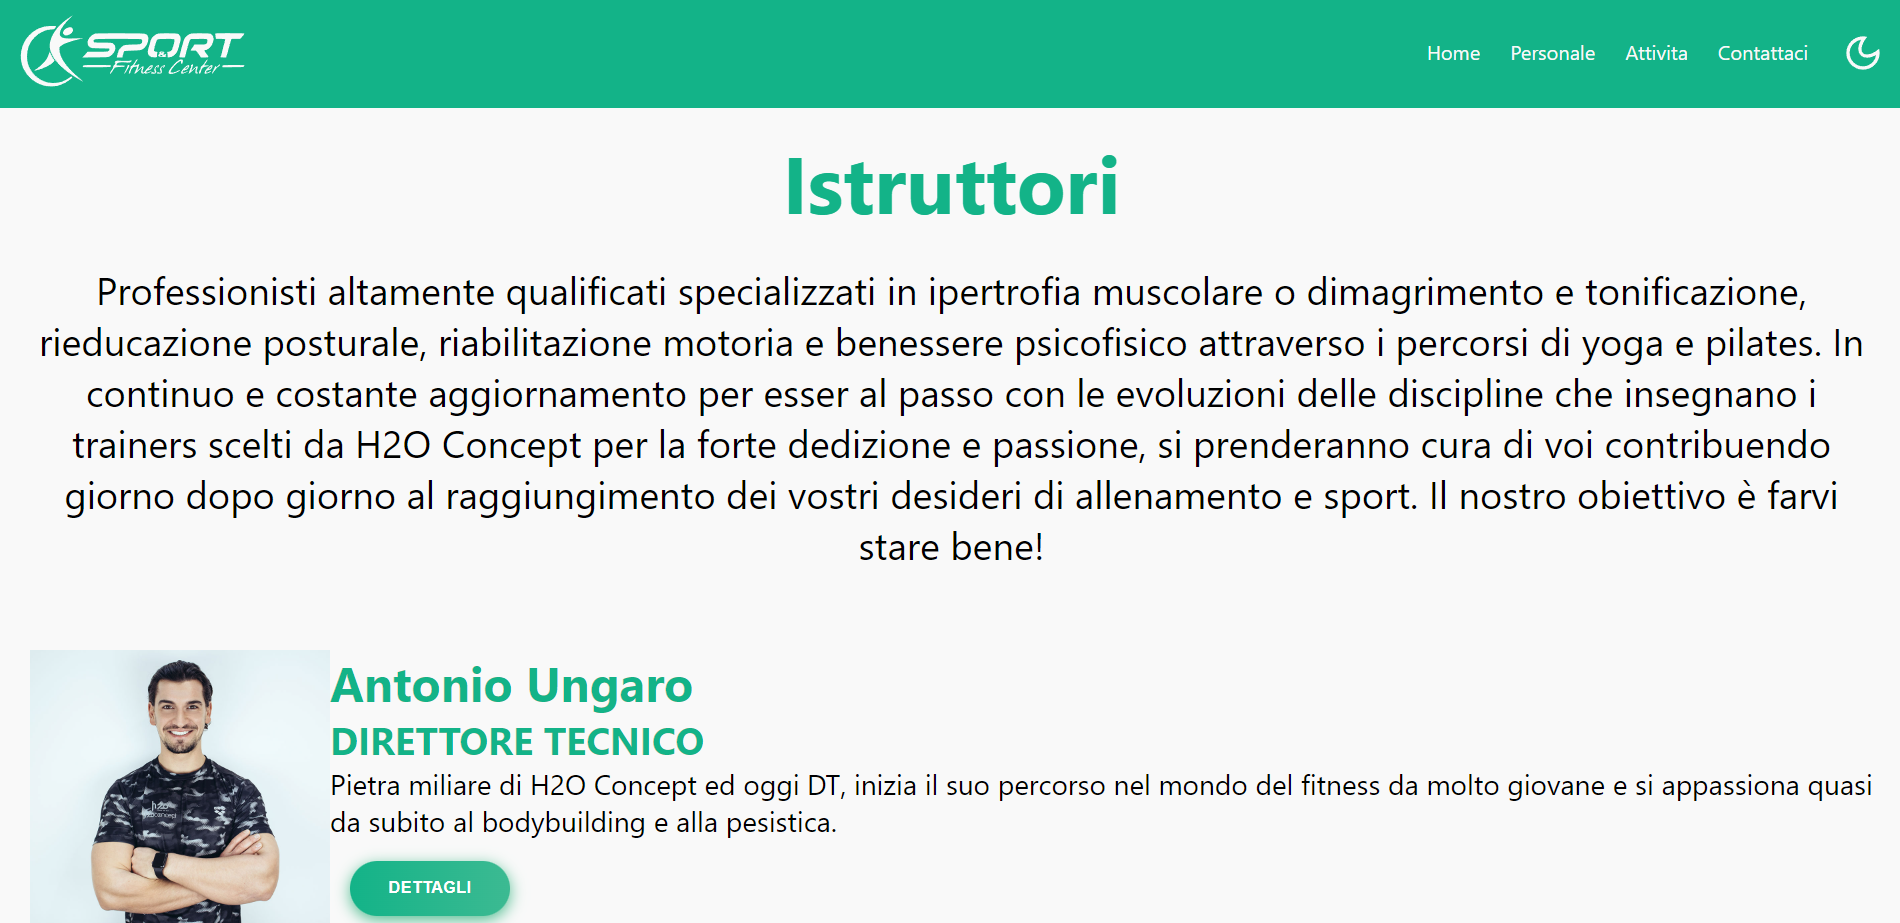 SPORT
&
Fitness Center
Home Personale Attivita Contattaci
Istruttori
Professionisti altamente qualificati specializzati in ipertrofia muscolare o dimagrimento e tonificazione,
rieducazione posturale, riabilitazione motoria e benessere psicofisico attraverso i percorsi di yoga e pilates. In
continuo e costante aggiornamento per esser al passo con le evoluzioni delle discipline che insegnano i
trainers scelti da H2O Concept per la forte dedizione e passione, si prenderanno cura di voi contribuendo
giorno dopo giorno al raggiungimento dei vostri desideri di allenamento e sport. Il nostro obiettivo è farvi
stare bene!
Antonio Ungaro
DIRETTORE TECNICO
Pietra miliare di H2O Concept ed oggi DT, inizia il suo percorso nel mondo del fitness da molto giovane e si appassiona quasi
da subito al bodybuilding e alla pesistica.
h2o
concept
DETTAGLI